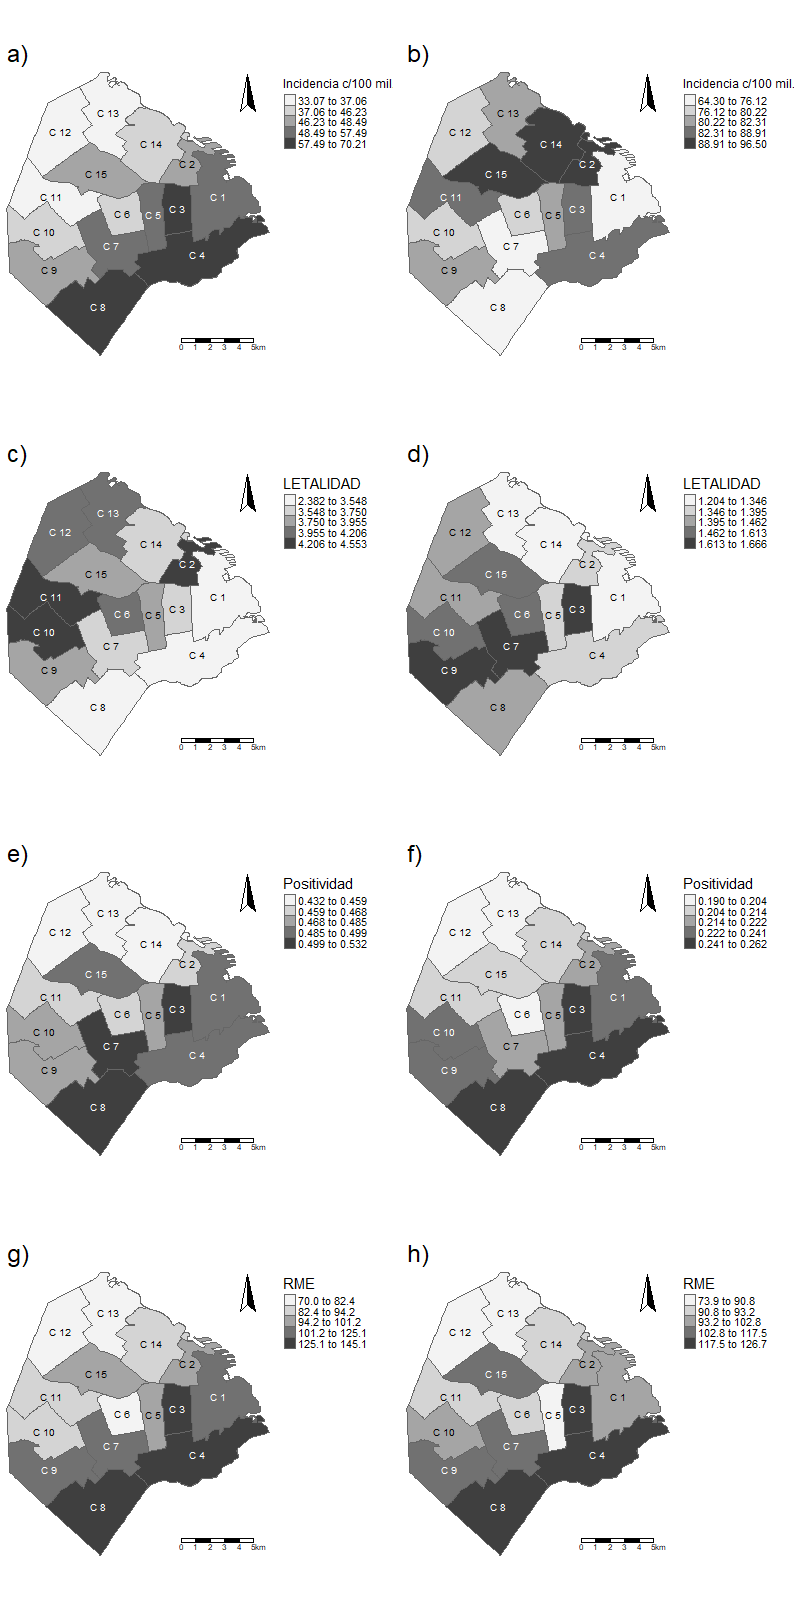 a)
Incidencia c/100 mil
33.07 to 37.06
37.06 to 46.23
46.23 to 48.49
48.49 to 57.49
57.49 to 70.21
C 13
C 12
C 14
C 2
C 15
C 11
C 1
C 6
C 5
C 3
C 10
C 7
C 4
C 9
C 8
0 1 2 3 4 5km
b)
Incidencia c/100 mil.
64.30 to 76.12
76.12 to 80.22
80.22 to 82.31
82.31 to 88.91
88.91 to 96.50
C 13
C 12
C 14
C 2
C 15
C 11
C 1
C 6
C 5
C 3
C 10
C 7
C 4
C 9
C 8
0 1 2 3 4 5km
c)
LETALIDAD
2.382 to 3.548
3.548 to 3.750
3.750 to 3.955
3.955 to 4.206
4.206 to 4.553
C 13
C 12
C 14
C 2
C 15
C 11
C 1
C 6
C 5
C 3
C 10
C 7
C 4
C 9
C 8
0 1 2 3 4 5km
d)
LETALIDAD
1.204 to 1.346
1.346 to 1.395
1.395 to 1.462
1.462 to 1.613
1.613 to 1.666
C 13
C 12
C 14
C 2
C 15
C 11
C 1
C 6
C 5
C 3
C 10
C 7
C 4
C 9
C 8
0 1 2 3 4 5km
e)
Positividad
0.432 to 0.459
0.459 to 0.468
0.468 to 0.485
0.485 to 0.499
0.499 to 0.532
C 13
C 12
C 14
C 2
C 15
C 11
C 1
C 6
C 5
C 3
C 10
C 7
C 4
C 9
C 8
0 1 2 3 4 5km
f)
Positividad
0.190 to 0.204
0.204 to 0.214
0.214 to 0.222
0.222 to 0.241
0.241 to 0.262
C 13
C 12
C 14
C 2
C 15
C 11
C 1
C 6
C 5
C 3
C 10
C 7
C 4
C 9
C 8
0 1 2 3 4 5km
g)
RME
70.0 to 82.4
82.4 to 94.2
94.2 to 101.2
101.2 to 125.1
125.1 to 145.1
C 13
C 12
C 14
C 2
C 15
C 11
C 1
C 6
C 5
C 3
C 10
C 7
C 4
C 9
C 8
0 1 2 3 4 5km
h)
RME
73.9 to 90.8
90.8 to 93.2
93.2 to 102.8
102.8 to 117.5
117.5 to 126.7
C 13
C 12
C 14
C 2
C 15
C 11
C 1
C 6
C 5
C 3
C 10
C 7
C 4
C 9
C 8
0 1 2 3 4 5km